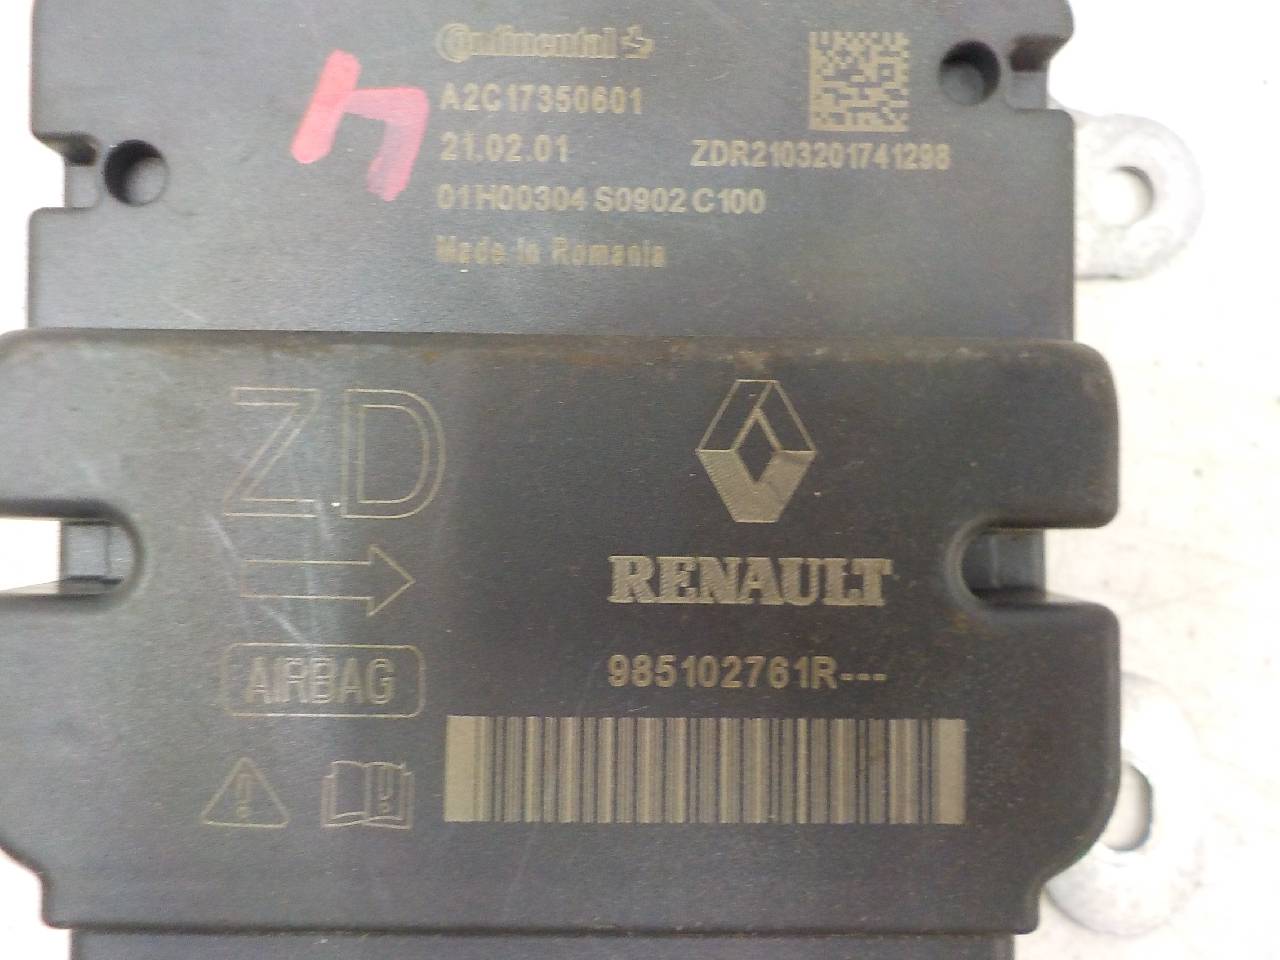 Continental
A2C17350601
21.02.01 ZDR2103201741298
01H00304 S0902 C100
Made in Romania
ZD
RENAULT
AIRBAG
985102761R---